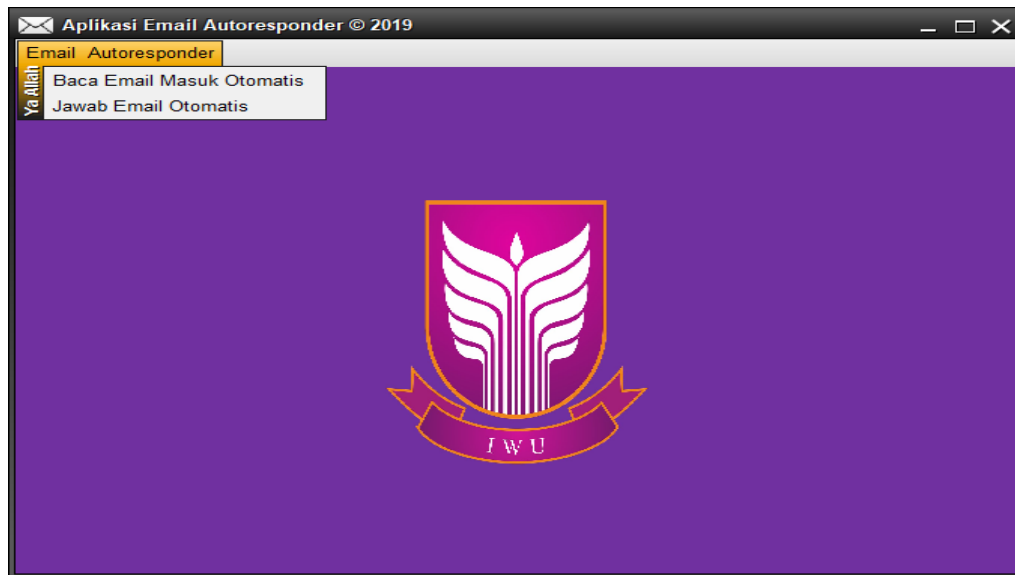 Aplikasi Email Autoresponder © 2019
Email Autoresponder
Ya Allah
Baca Email Masuk Otomatis
Jawab Email Otomatis
I W U